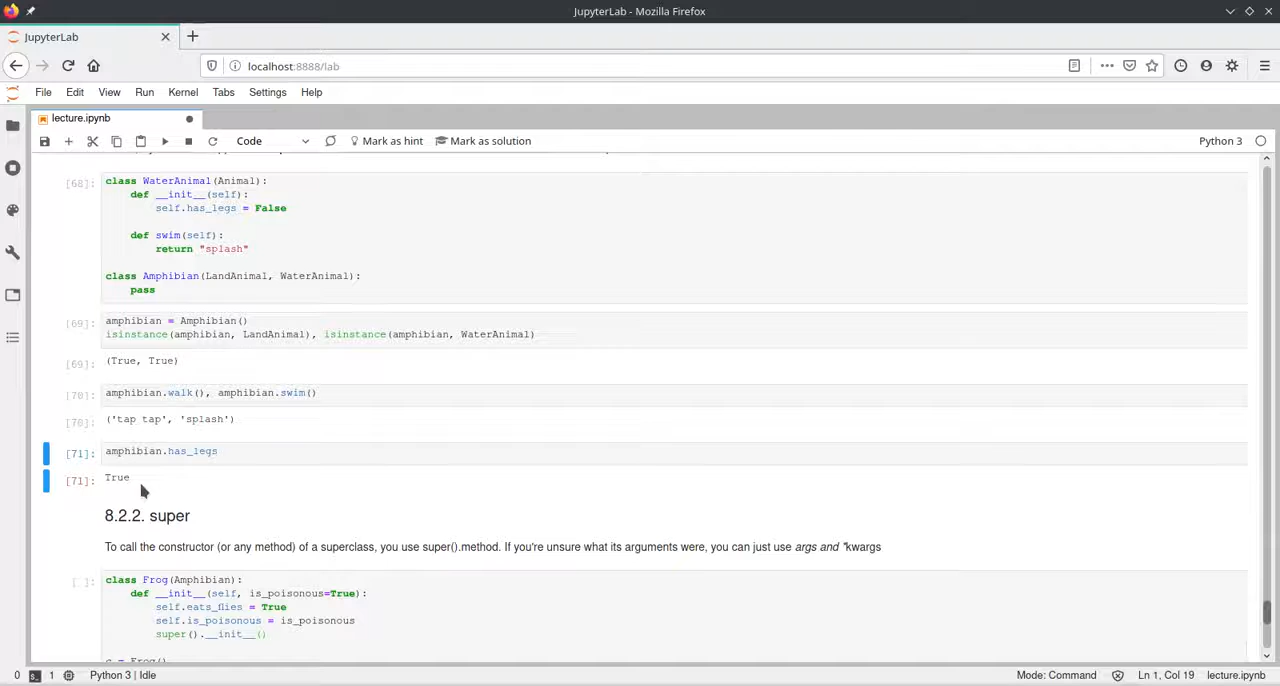 JupyterLab - Mozilla Firefox
JupyterLab
localhost:8888/lab
File Edit View Run Kernel Tabs Settings Help
lecture.ipynb
Code Mark as hint Mark as solution Python 3
[68]: class WaterAnimal(Animal):
def __init__(self):
self.has_legs = False
def swim(self):
return "splash"
class Amphibian(LandAnimal, WaterAnimal):
pass
[69]: amphibian = Amphibian()
isinstance(amphibian, LandAnimal), isinstance(amphibian, WaterAnimal)
[69]: (True, True)
[70]: amphibian.walk(), amphibian.swim()
[70]: ('tap tap', 'splash')
[71]: amphibian.has_legs
[71]: True
8.2.2. super
To call the constructor (or any method) of a superclass, you use super().method. If you're unsure what its arguments were, you can just use args and "kwargs
[ ]: class Frog(Amphibian):
def __init__(self, is_poisonous=True):
self.eats_flies = True
self.is_poisonous = is_poisonous
super().__init__()
0 1 Python 3 | Idle Mode: Command Ln 1, Col 19 lecture.ipynb